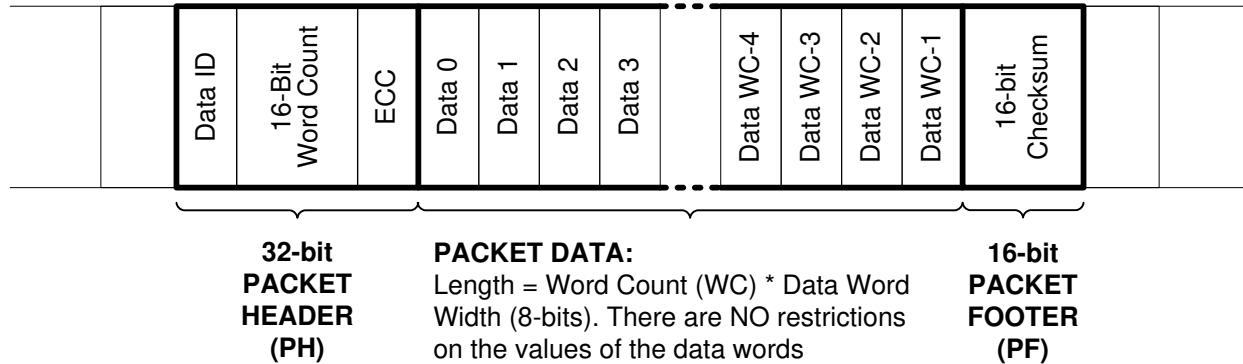 Data ID
16-Bit
Word Count
ECC
Data 0
Data 1
Data 2
Data 3
Data WC-4
Data WC-3
Data WC-2
Data WC-1
16-bit
Checksum
32-bit
PACKET
HEADER
(PH)
PACKET DATA:
Length = Word Count (WC) * Data Word
Width (8-bits). There are NO restrictions
on the values of the data words
16-bit
PACKET
FOOTER
(PF)